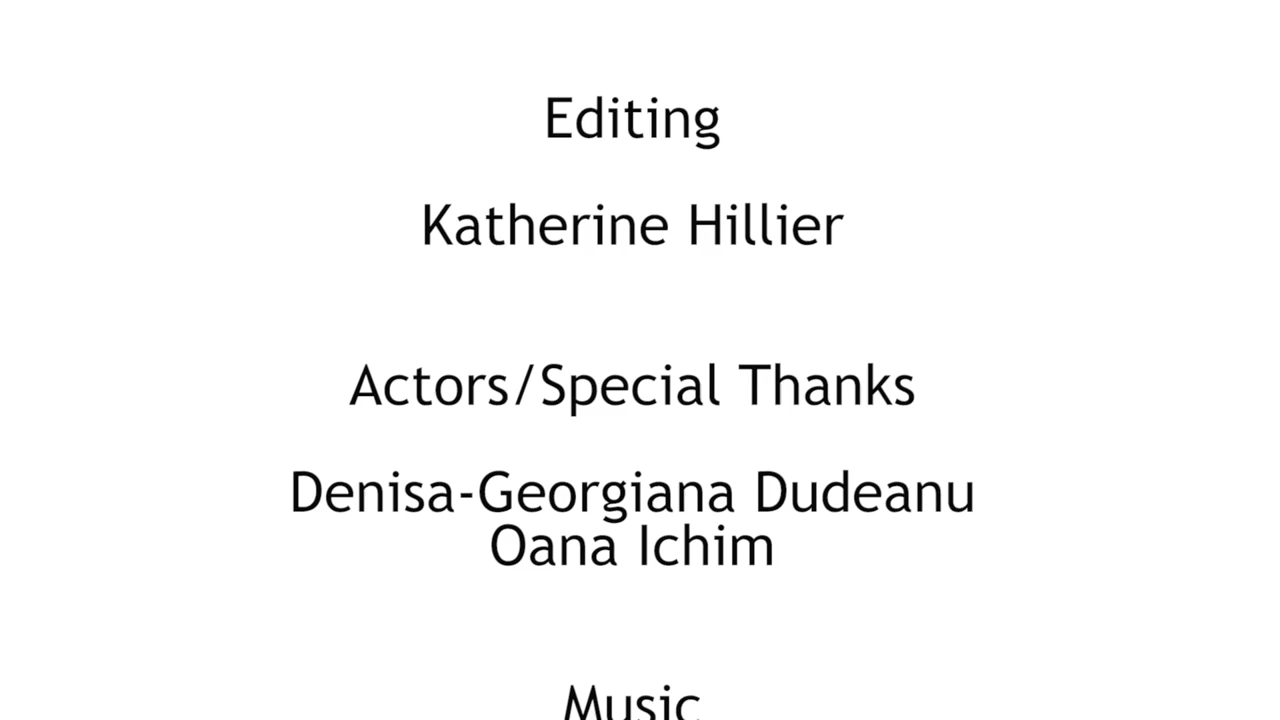 Editing
Katherine Hillier
Actors/Special Thanks
Denisa-Georgiana Dudeanu
Oana Ichim
Music